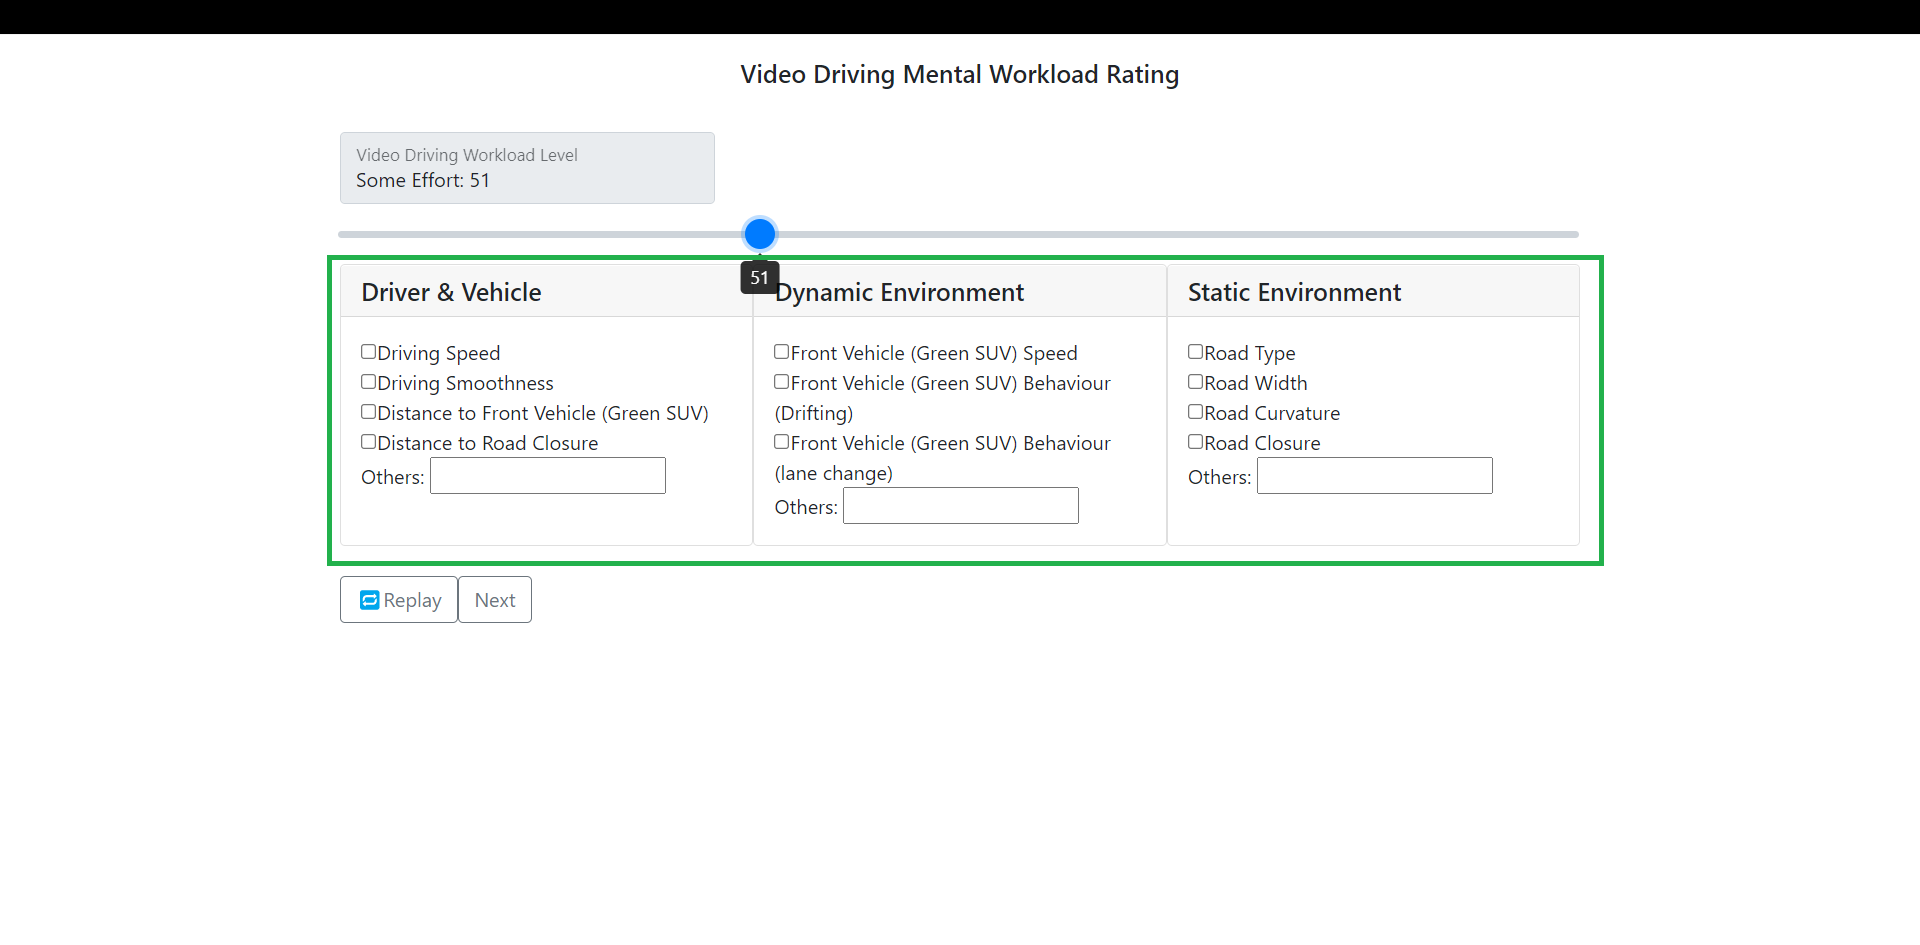 Video Driving Mental Workload Rating
Video Driving Workload Level
Some Effort: 51
51
Driver & Vehicle
Driving Speed
Driving Smoothness
Distance to Front Vehicle (Green SUV)
Distance to Road Closure
Others:
Dynamic Environment
Front Vehicle (Green SUV) Speed
Front Vehicle (Green SUV) Behaviour
(Drifting)
Front Vehicle (Green SUV) Behaviour
(lane change)
Others:
Static Environment
Road Type
Road Width
Road Curvature
Road Closure
Others:
Replay
Next